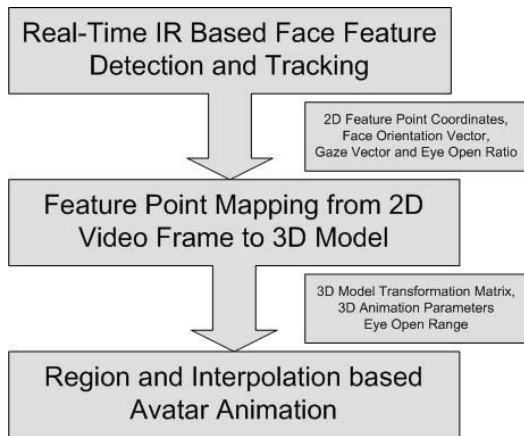 Real-Time IR Based Face Feature
Detection and Tracking
2D Feature Point Coordinates,
Face Orientation Vector,
Gaze Vector and Eye Open Ratio
Feature Point Mapping from 2D
Video Frame to 3D Model
3D Model Transformation Matrix,
3D Animation Parameters
Eye Open Range
Region and Interpolation based
Avatar Animation